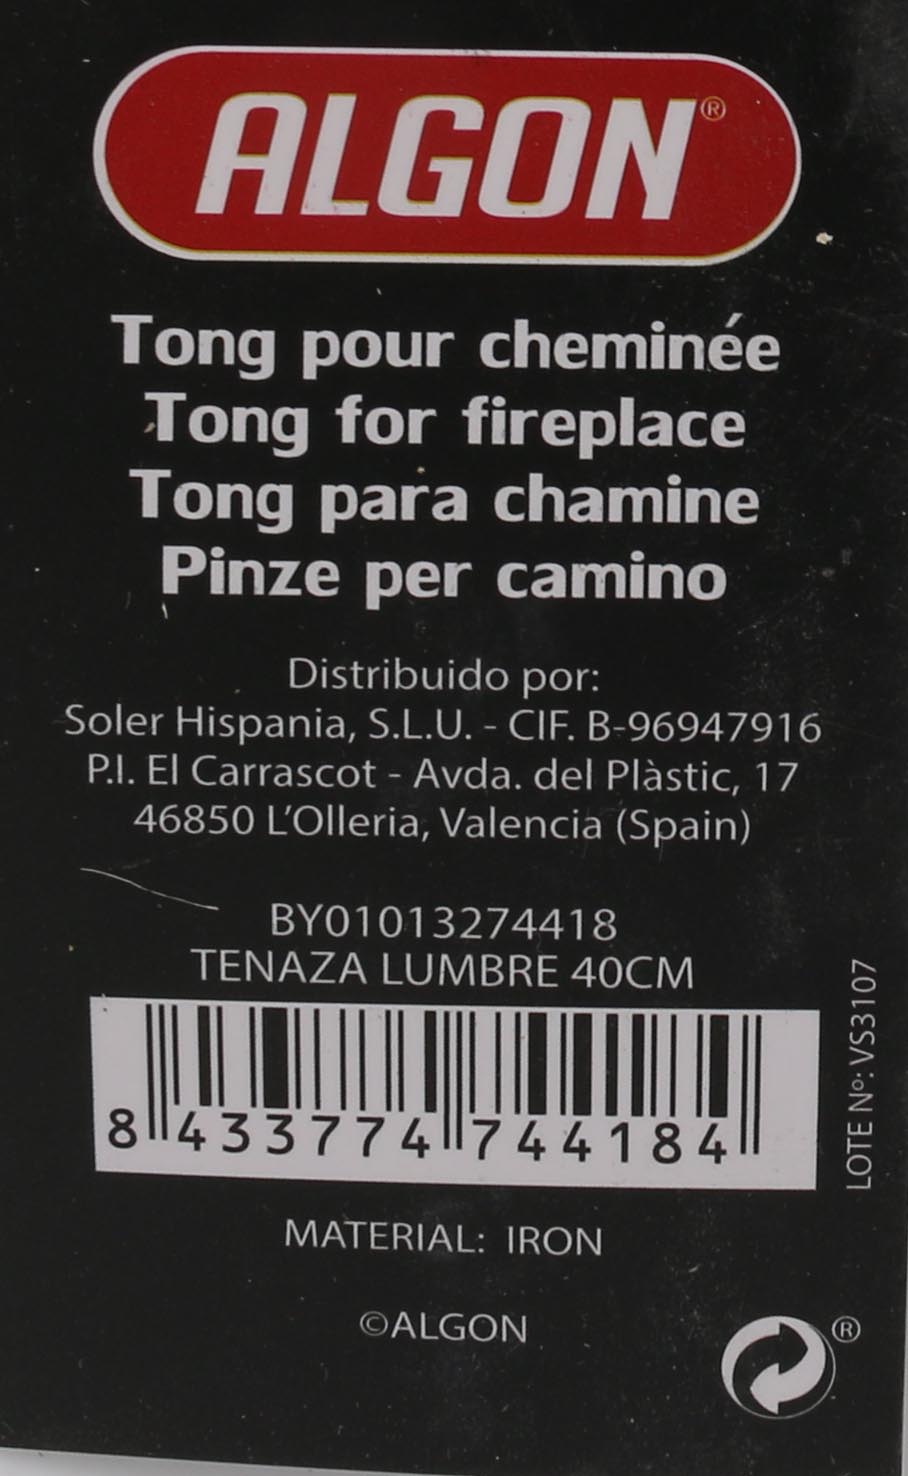 ALGON®
Tong pour cheminée
Tong for fireplace
Tong para chamine
Pinze per camino
Distribuido por:
Soler Hispania, S.L.U. - CIF. B-96947916
P.I. El Carrascot - Avda. del Plàstic, 17
46850 L'Olleria, Valencia (Spain)
BY01013274418
TENAZA LUMBRE 40CM
8 433774 744184
LOTE Nº: VS3107
MATERIAL: IRON
©ALGON
®